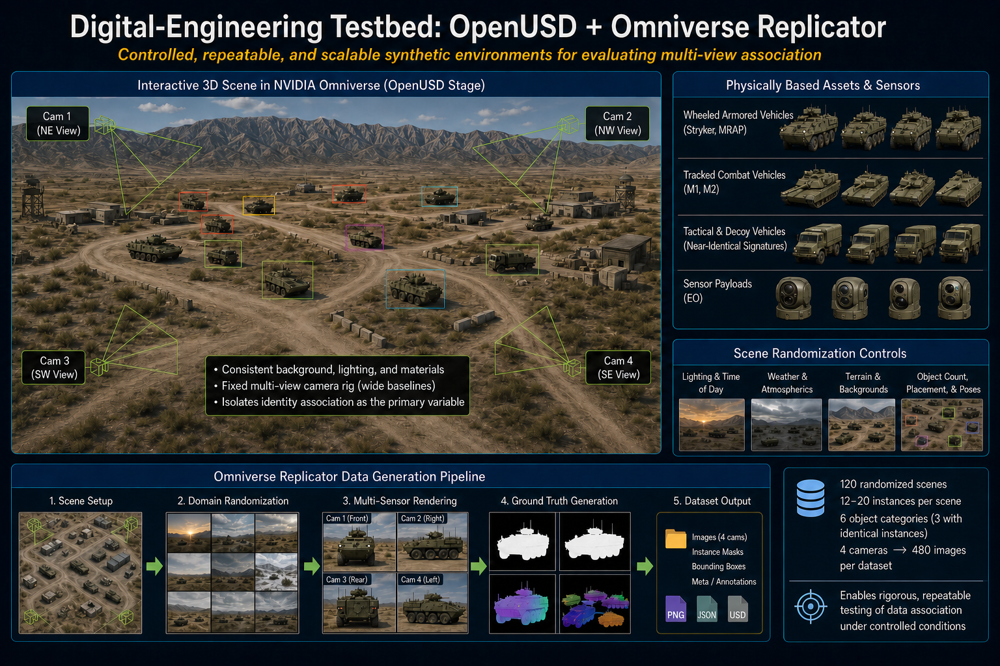 Digital-Engineering Testbed: OpenUSD + Omniverse Replicator
Controlled, repeatable, and scalable synthetic environments for evaluating multi-view association
Interactive 3D Scene in NVIDIA Omniverse (OpenUSD Stage)
Cam 1
(NE View)
Cam 2
(NW View)
Cam 3
(SW View)
Cam 4
(SE View)
• Consistent background, lighting, and materials
• Fixed multi-view camera rig (wide baselines)
• Isolates identity association as the primary variable
Physically Based Assets & Sensors
Wheeled Armored Vehicles
(Stryker, MRAP)
Tracked Combat Vehicles
(M1, M2)
Tactical & Decoy Vehicles
(Near-Identical Signatures)
Sensor Payloads
(EO)
Scene Randomization Controls
Lighting & Time
of Day
Weather &
Atmospherics
Terrain &
Backgrounds
Object Count,
Placement, & Poses
Omniverse Replicator Data Generation Pipeline
1. Scene Setup
2. Domain Randomization
3. Multi-Sensor Rendering
Cam 1 (Front)
Cam 2 (Right)
Cam 3 (Rear)
Cam 4 (Left)
4. Ground Truth Generation
5. Dataset Output
Images (4 cams)
Instance Masks
Bounding Boxes
Meta / Annotations
PNG
JSON
USD
120 randomized scenes
12–20 instances per scene
6 object categories (3 with
identical instances)
4 cameras → 480 images
per dataset
Enables rigorous, repeatable
testing of data association
under controlled conditions